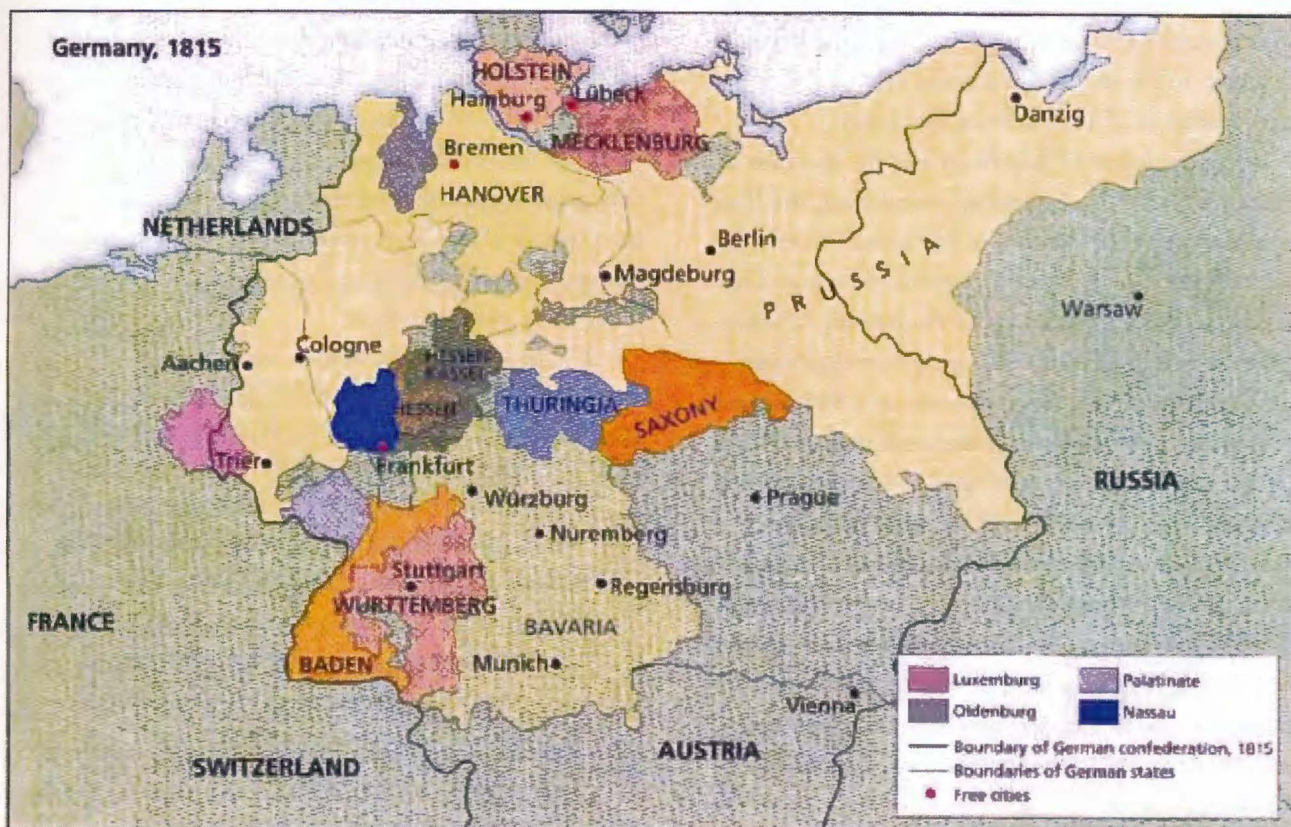 Germany, 1815
HOLSTEIN
Hamburg
Lübeck
MECKLENBURG
Danzig
Bremen
HANOVER
NETHERLANDS
Berlin
Magdeburg
PRUSSIA
Warsaw
Aachen
Cologne
HESSEN
KASSEL
HESSEN
THURINGIA
SAXONY
Trier
Frankfurt
Würzburg
Prague
RUSSIA
Nuremberg
Stuttgart
Regensburg
WÜRTTEMBERG
FRANCE
BAVARIA
BADEN
Munich
Vienna
SWITZERLAND
AUSTRIA
Luxemburg
Palatinate
Oldenburg
Nassau
Boundary of German confederation, 1815
Boundaries of German states
Free cities